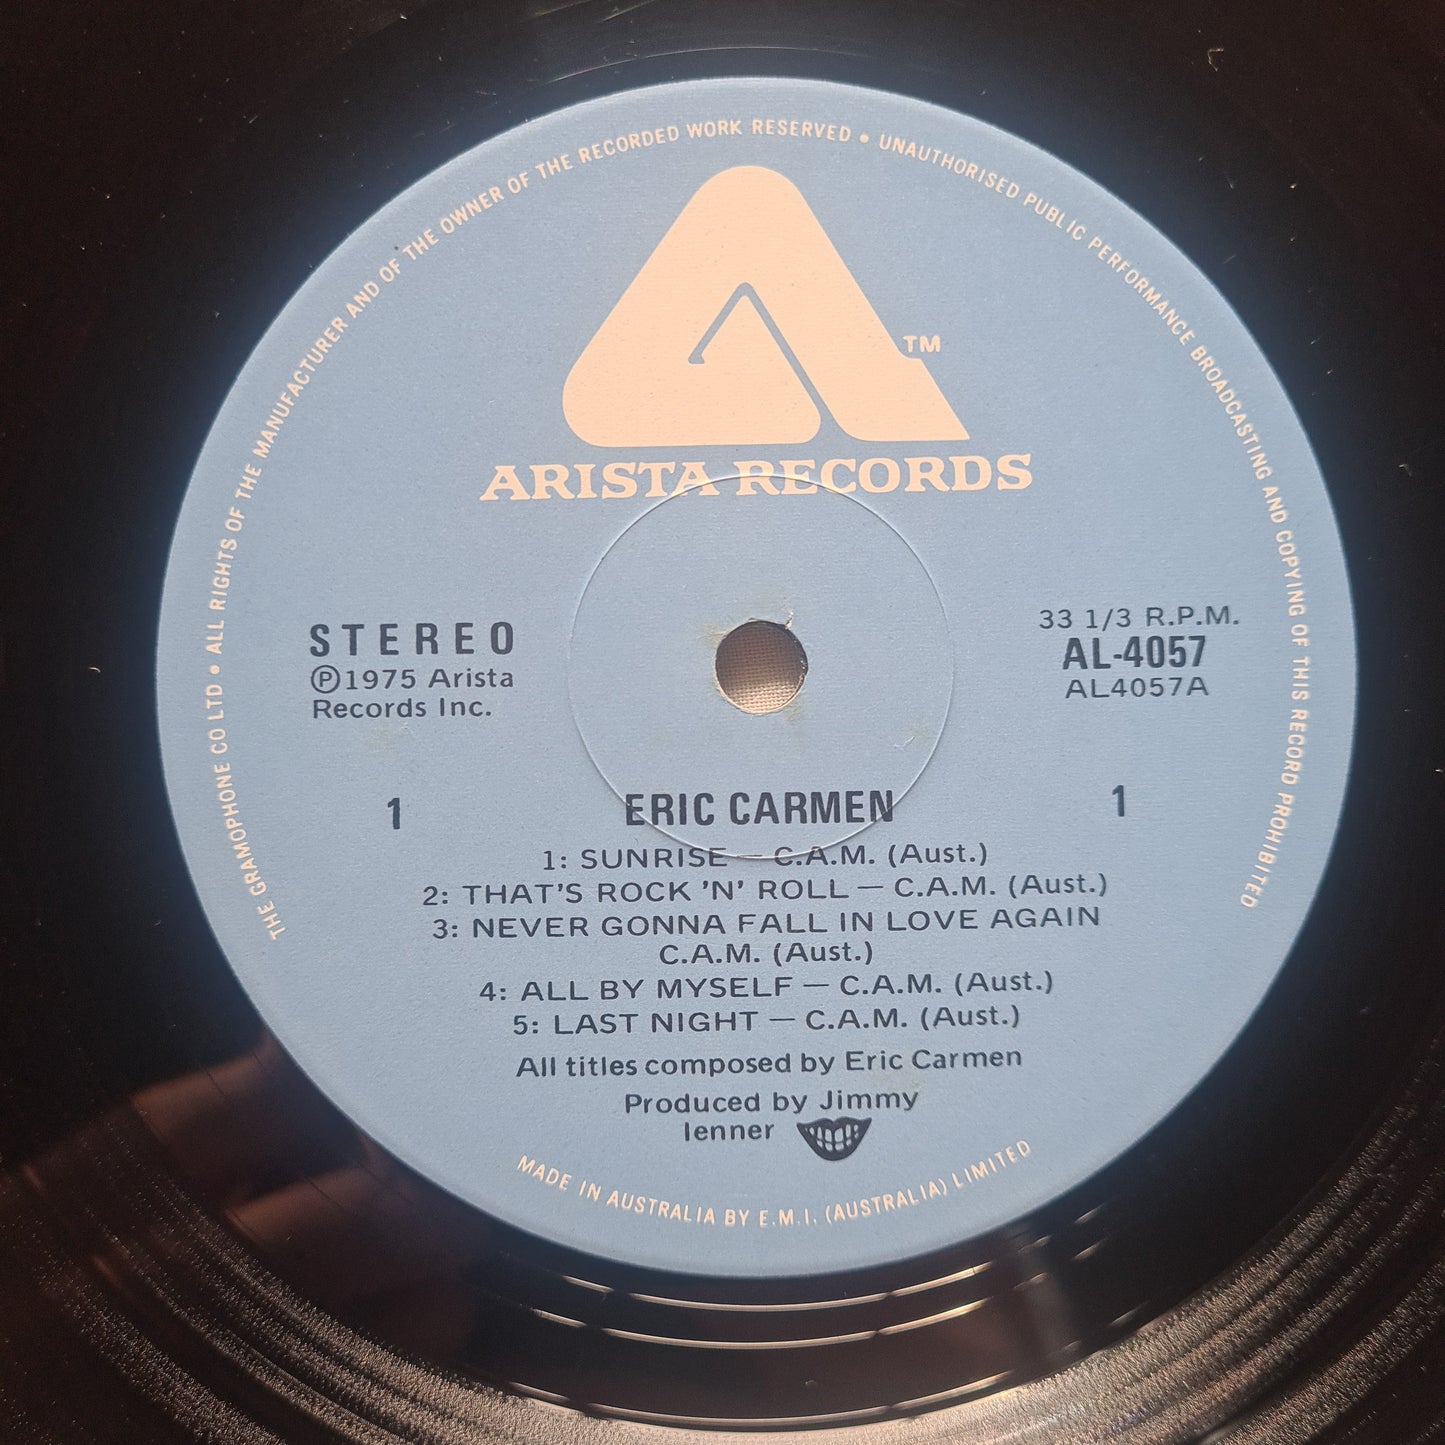 THE GRAMOPHONE CO LTD • ALL RIGHTS OF THE MANUFACTURER AND OF THE OWNER OF THE RECORDED WORK RESERVED • UNAUTHORISED PUBLIC PERFORMANCE BROADCASTING AND COPYING OF THIS RECORD PROHIBITED
TM
ARISTA RECORDS
STEREO
℗1975 Arista
Records Inc.
33 1/3 R.P.M.
AL-4057
AL4057A
1
ERIC CARMEN
1
1: SUNRISE — C.A.M. (Aust.)
2: THAT'S ROCK 'N' ROLL — C.A.M. (Aust.)
3: NEVER GONNA FALL IN LOVE AGAIN
C.A.M. (Aust.)
4: ALL BY MYSELF — C.A.M. (Aust.)
5: LAST NIGHT — C.A.M. (Aust.)
All titles composed by Eric Carmen
Produced by Jimmy
Ienner
MADE IN AUSTRALIA BY E.M.I. (AUSTRALIA) LIMITED